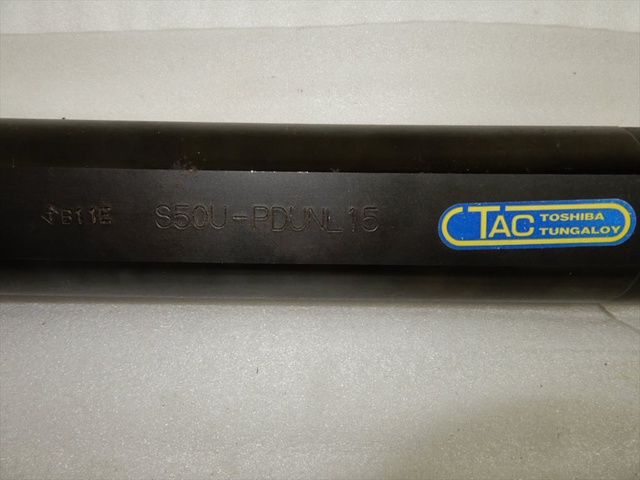 B11E
S50U-PDUNL15
TAC TOSHIBA
TUNGALOY